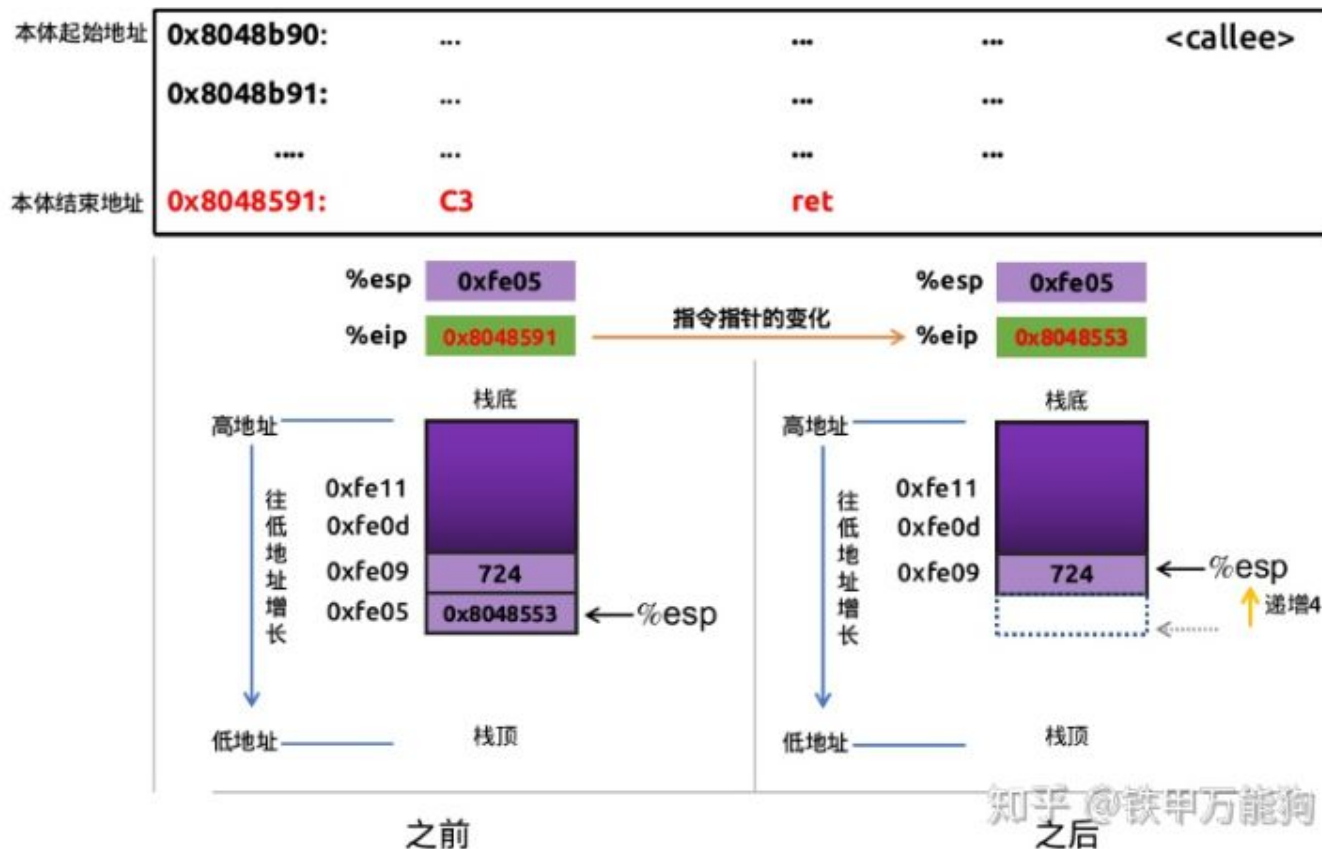 本体起始地址 0x8048b90: ... ... ... <callee>
0x8048b91: ... ... ...
.... ... ... ...
本体结束地址 0x8048591: C3 ret
%esp 0xfe05 %esp 0xfe05
%eip 0x8048591 指令指针的变化 %eip 0x8048553
栈底 栈底
高地址 高地址
往低地址增长 往低地址增长
0xfe11 0xfe11
0xfe0d 0xfe0d
0xfe09 724 0xfe09 724 %esp
0xfe05 0x8048553 %esp 递增4
低地址 栈顶 低地址 栈顶
知乎 @铁甲万能狗
之前 之后